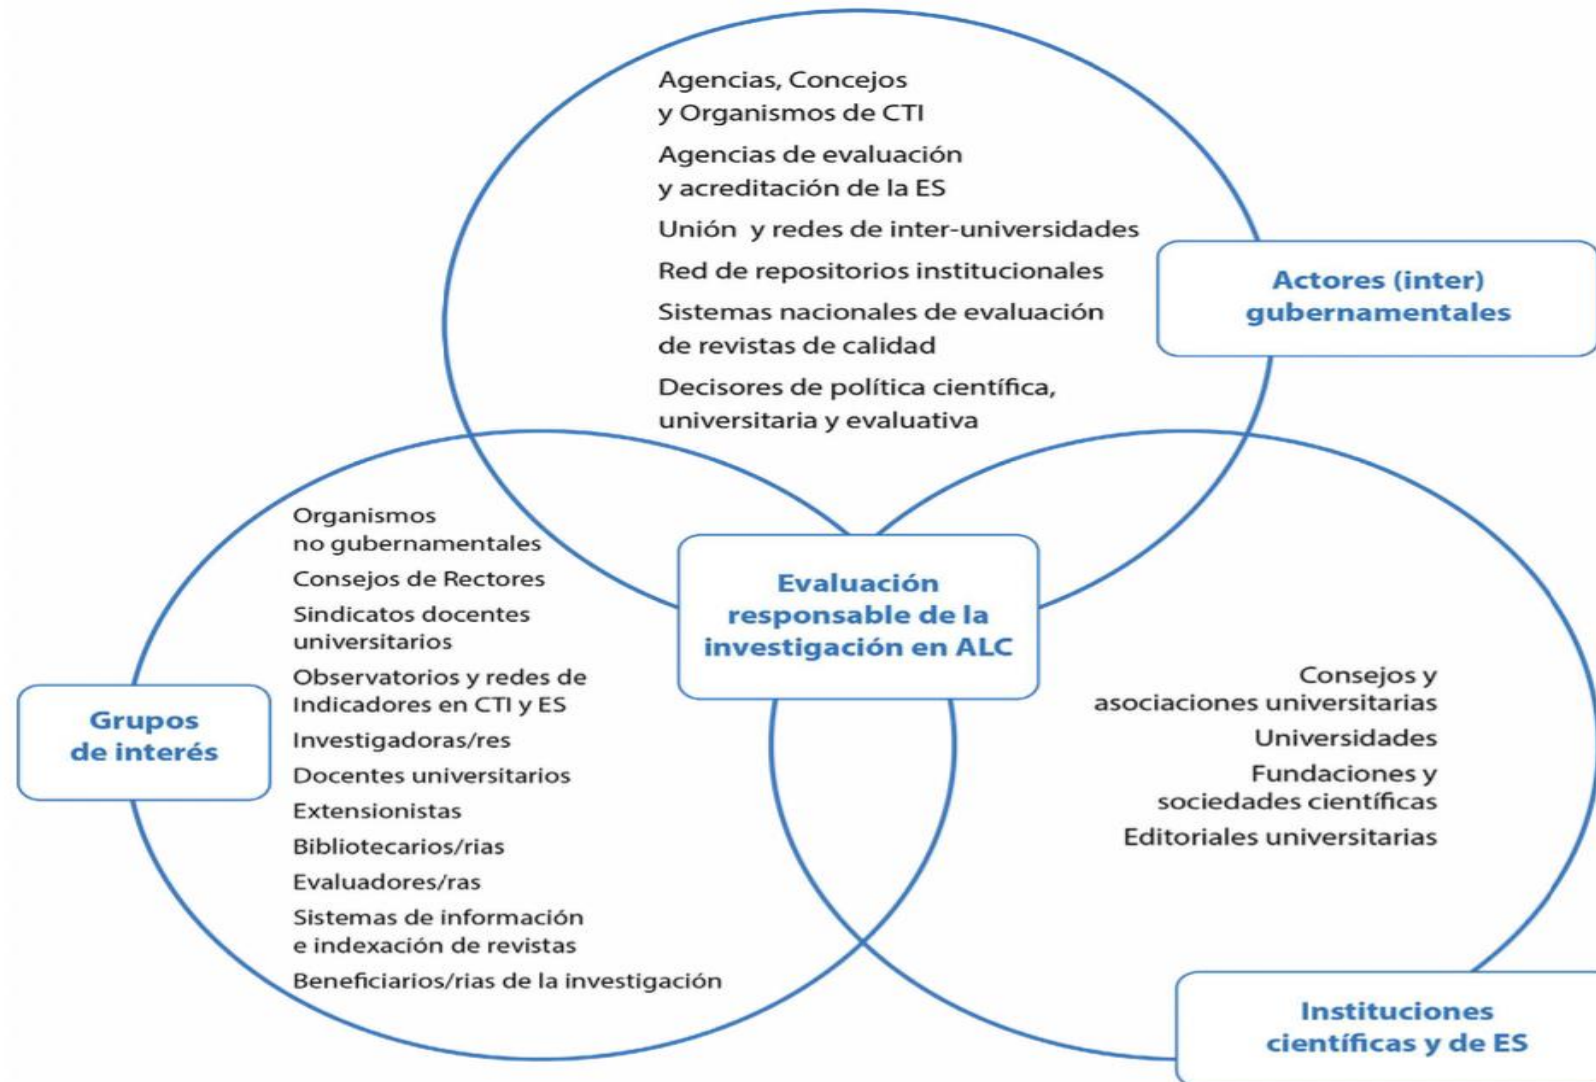 Agencias, Concejos
y Organismos de CTI
Agencias de evaluación
y acreditación de la ES
Unión y redes de inter-universidades
Red de repositorios institucionales
Sistemas nacionales de evaluación
de revistas de calidad
Decisores de política científica,
universitaria y evaluativa
Actores (inter)
gubernamentales
Organismos
no gubernamentales
Consejos de Rectores
Sindicatos docentes
universitarios
Observatorios y redes de
Indicadores en CTI y ES
Investigadoras/res
Docentes universitarios
Extensionistas
Bibliotecarios/rias
Evaluadores/ras
Sistemas de información
e indexación de revistas
Beneficiarios/rias de la investigación
Grupos
de interés
Evaluación
responsable de la
investigación en ALC
Consejos y
asociaciones universitarias
Universidades
Fundaciones y
sociedades científicas
Editoriales universitarias
Instituciones
científicas y de ES